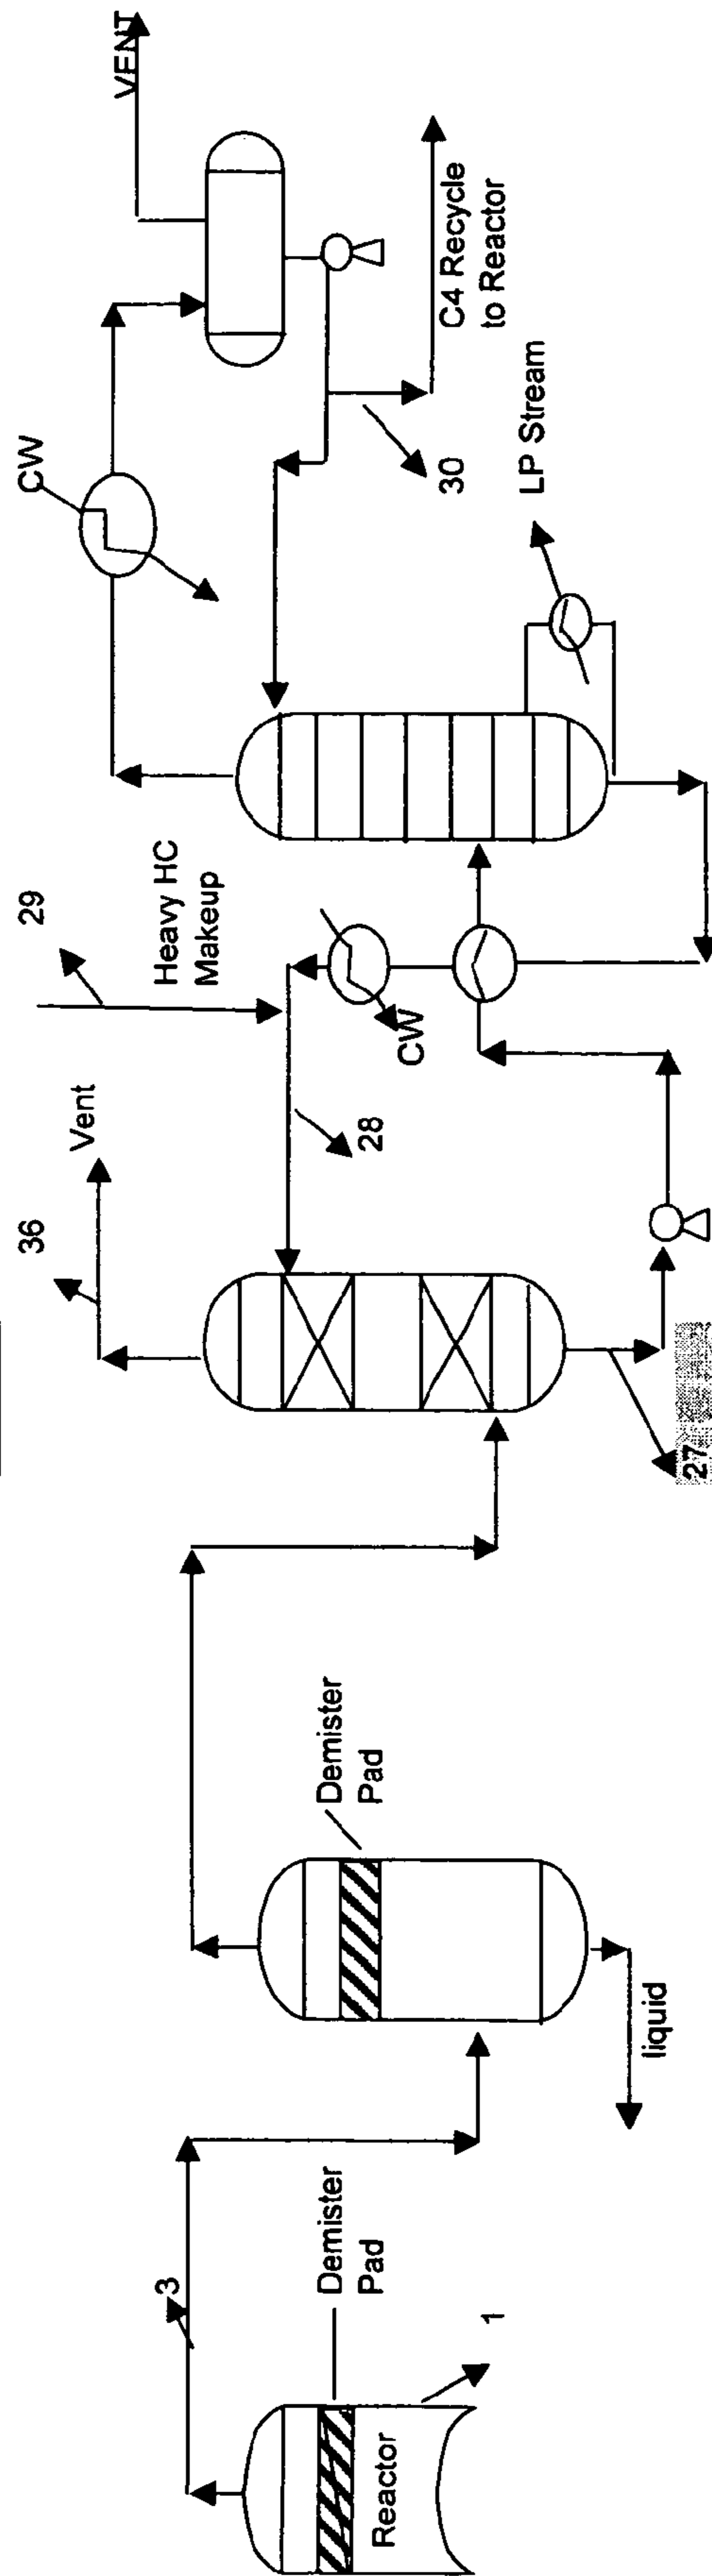 3
Demister
Pad
Reactor
1
Demister
Pad
liquid
36
Vent
27
28
29
Heavy HC
Makeup
CW
CW
VENT
30
C4 Recycle
to Reactor
LP Stream